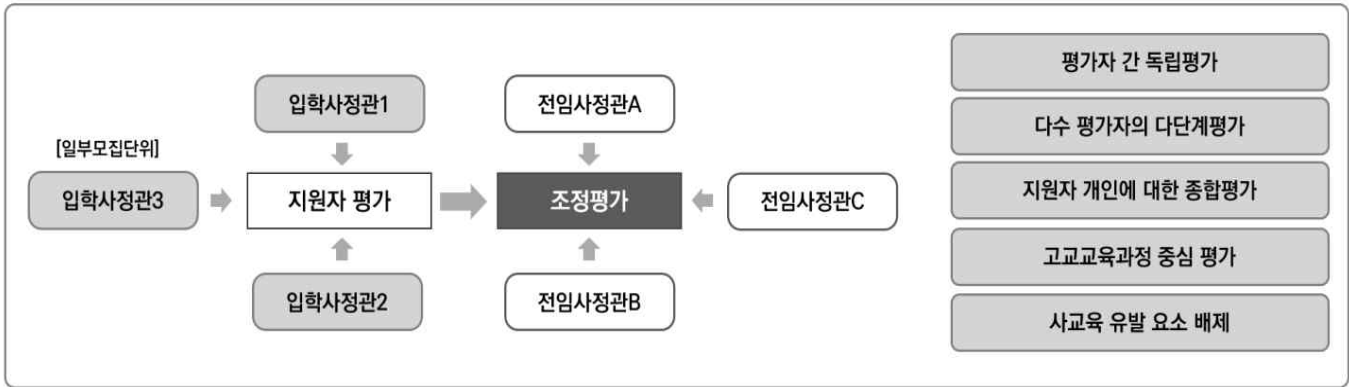 입학사정관1
전임사정관A
[일부모집단위]
입학사정관3
지원자 평가
조정평가
전임사정관C
입학사정관2
전임사정관B
평가자 간 독립평가
다수 평가자의 다단계평가
지원자 개인에 대한 종합평가
고교교육과정 중심 평가
사교육 유발 요소 배제